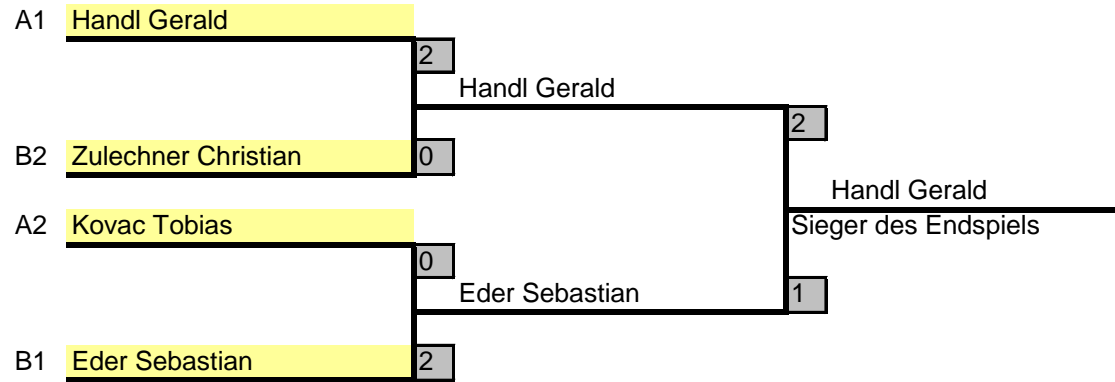 A1 Handl Gerald
2
Handl Gerald
2
B2 Zulechner Christian 0
Handl Gerald
A2 Kovac Tobias
Sieger des Endspiels
0
Eder Sebastian 1
B1 Eder Sebastian 2